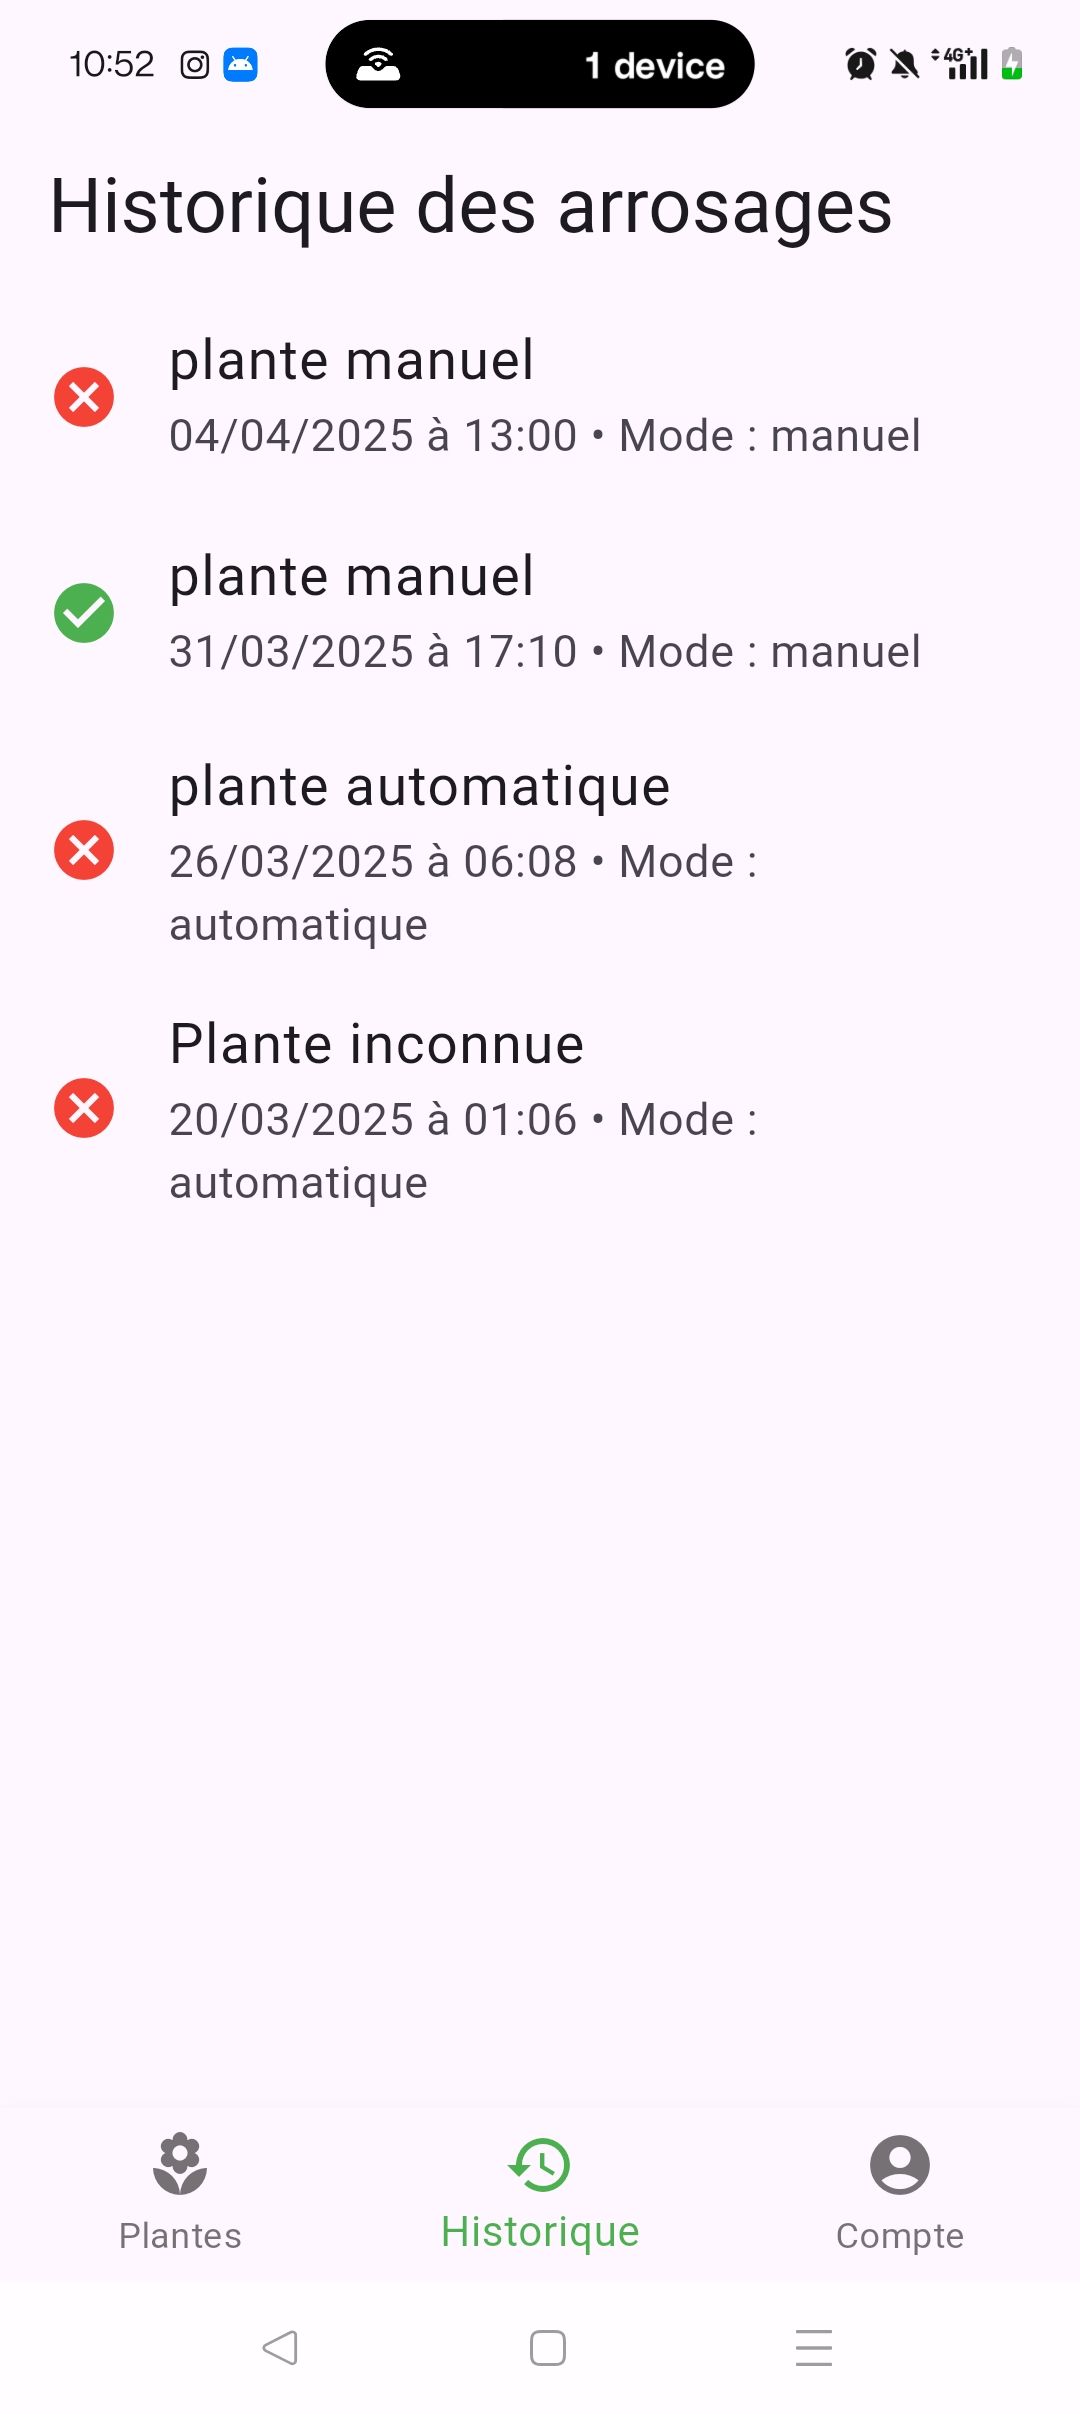 10:52
1 device
4G+
Historique des arrosages
plante manuel
04/04/2025 à 13:00 • Mode : manuel
plante manuel
31/03/2025 à 17:10 • Mode : manuel
plante automatique
26/03/2025 à 06:08 • Mode :
automatique
Plante inconnue
20/03/2025 à 01:06 • Mode :
automatique
Plantes
Historique
Compte